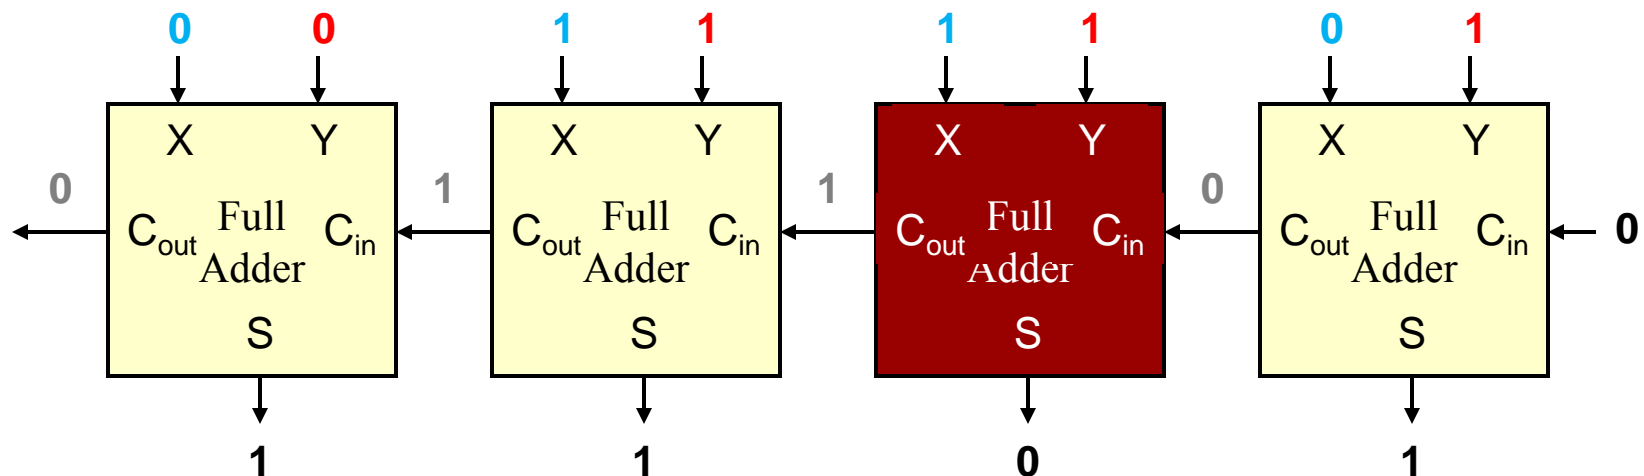 0 0 1 1 1 1 0 1
X Y X Y X Y X Y
0 1 1 0
Cout Full Cin Cout Full Cin Cout Full Cin Cout Full Cin 0
Adder Adder Adder Adder
S S S S
1 1 0 1